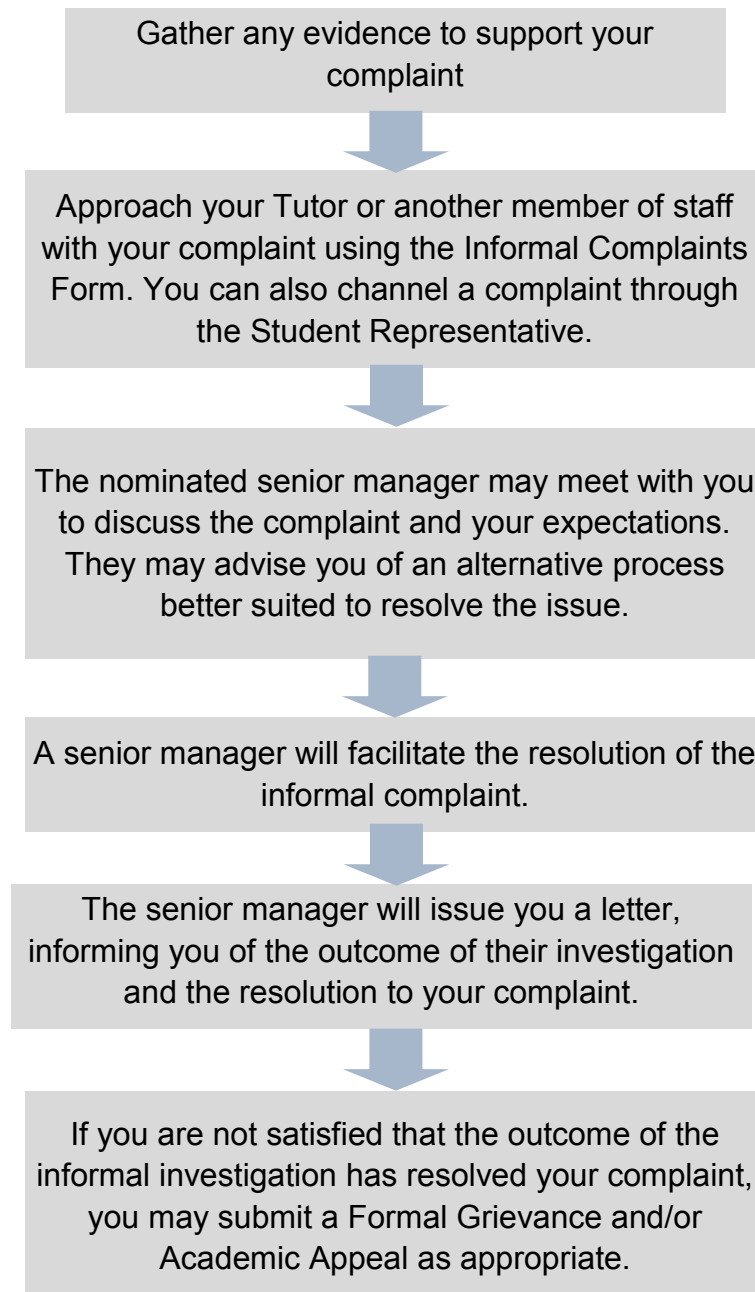 Gather any evidence to support your
complaint
Approach your Tutor or another member of staff
with your complaint using the Informal Complaints
Form. You can also channel a complaint through
the Student Representative.
The nominated senior manager may meet with you
to discuss the complaint and your expectations.
They may advise you of an alternative process
better suited to resolve the issue.
A senior manager will facilitate the resolution of the
informal complaint.
The senior manager will issue you a letter,
informing you of the outcome of their investigation
and the resolution to your complaint.
If you are not satisfied that the outcome of the
informal investigation has resolved your complaint,
you may submit a Formal Grievance and/or
Academic Appeal as appropriate.